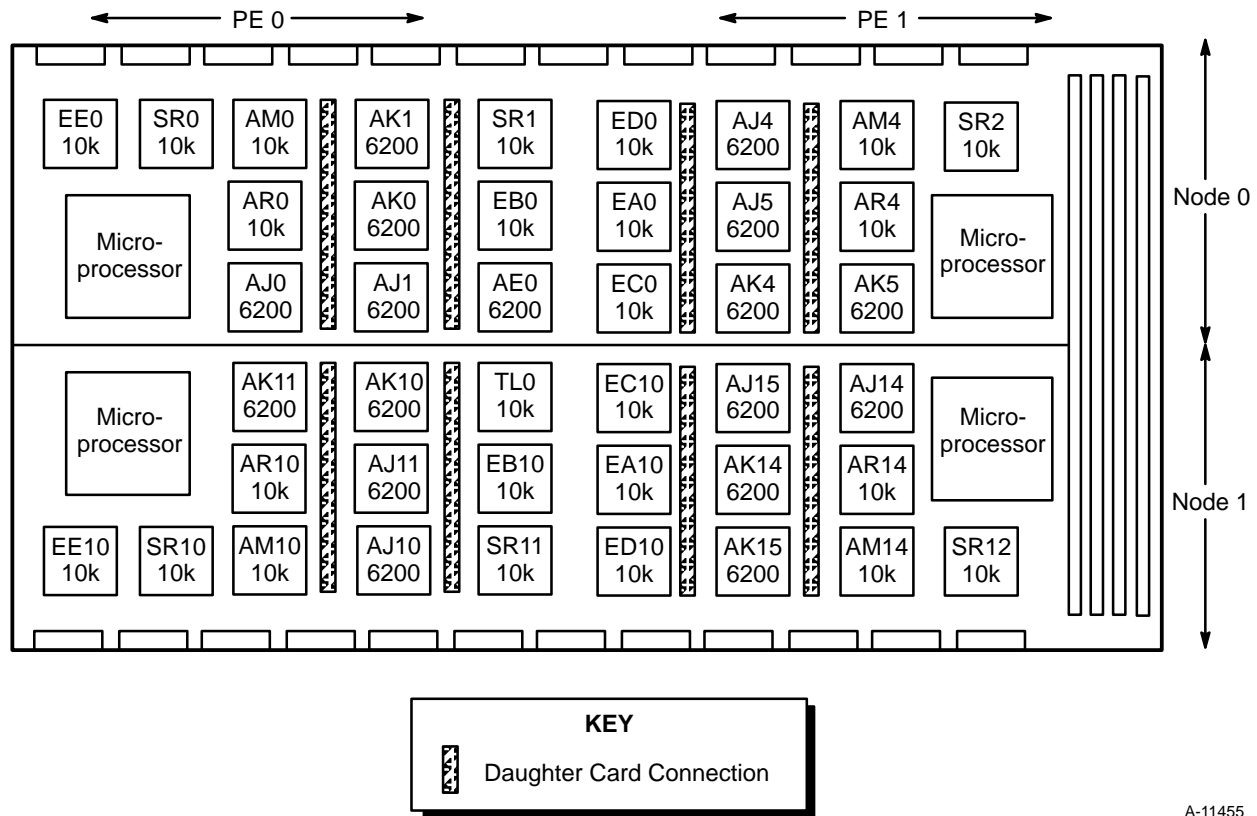 PE 0
PE 1
EE0
10k
SR0
10k
AM0
10k
AK1
6200
SR1
10k
ED0
10k
AJ4
6200
AM4
10k
SR2
10k
AR0
10k
AK0
6200
EB0
10k
EA0
10k
AJ5
6200
AR4
10k
Micro-
processor
Micro-
processor
Node 0
AJ0
6200
AJ1
6200
AE0
6200
EC0
10k
AK4
6200
AK5
6200
AK11
6200
AK10
6200
TL0
10k
EC10
10k
AJ15
6200
AJ14
6200
Micro-
processor
Micro-
processor
AR10
10k
AJ11
6200
EB10
10k
EA10
10k
AK14
6200
AR14
10k
Node 1
EE10
10k
SR10
10k
AM10
10k
AJ10
6200
SR11
10k
ED10
10k
AK15
6200
AM14
10k
SR12
10k
KEY
Daughter Card Connection
A-11455